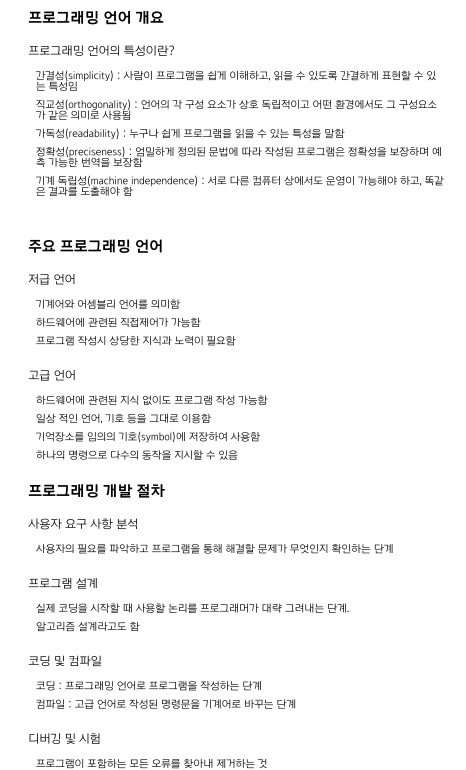 프로그래밍 언어 개요
프로그래밍 언어의 특성이란?
간결성(simplicity) : 사람이 프로그램을 쉽게 이해하고, 읽을 수 있도록 간결하게 표현할 수 있
는 특성임
직교성(orthogonality) : 언어의 각 구성 요소가 상호 독립적이고 어떤 환경에서도 그 구성요소
가 같은 의미로 사용됨
가독성(readability) : 누구나 쉽게 프로그램을 읽을 수 있는 특성을 말함
정확성(preciseness) : 엄밀하게 정의된 문법에 따라 작성된 프로그램은 정확성을 보장하며 예
측 가능한 번역을 보장함
기계 독립성(machine independence) : 서로 다른 컴퓨터 상에서도 운영이 가능해야 하고, 똑같
은 결과를 도출해야 함
주요 프로그래밍 언어
저급 언어
기계어와 어셈블리 언어를 의미함
하드웨어에 관련된 직접제어가 가능함
프로그램 작성시 상당한 지식과 노력이 필요함
고급 언어
하드웨어에 관련된 지식 없이도 프로그램 작성 가능함
일상 적인 언어, 기호 등을 그대로 이용함
기억장소를 임의의 기호(symbol)에 저장하여 사용함
하나의 명령으로 다수의 동작을 지시할 수 있음
프로그래밍 개발 절차
사용자 요구 사항 분석
사용자의 필요를 파악하고 프로그램을 통해 해결할 문제가 무엇인지 확인하는 단계
프로그램 설계
실제 코딩을 시작할 때 사용할 논리를 프로그래머가 대략 그려내는 단계.
알고리즘 설계라고도 함
코딩 및 컴파일
코딩 : 프로그래밍 언어로 프로그램을 작성하는 단계
컴파일 : 고급 언어로 작성된 명령문을 기계어로 바꾸는 단계
디버깅 및 시험
프로그램이 포함하는 모든 오류를 찾아내 제거하는 것